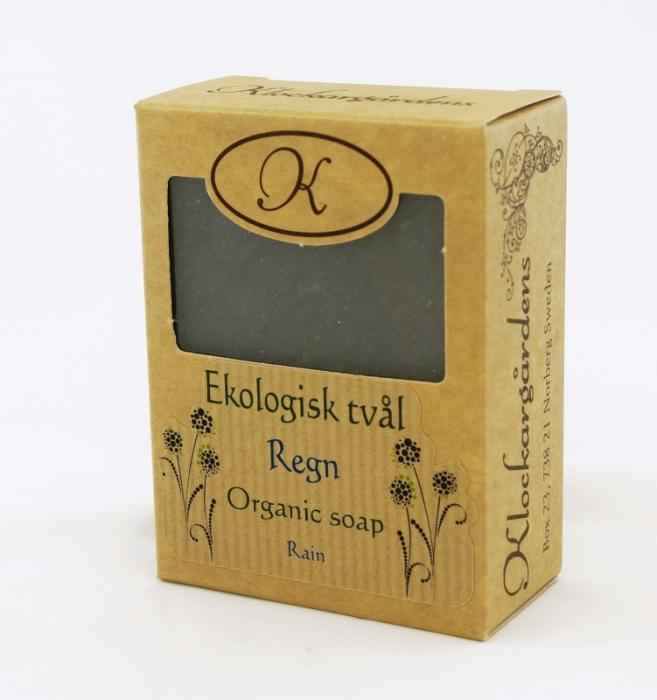 Klockargårdens
K
Ekologisk tvål
Regn
Organic soap
Rain
Klockargårdens
Box 23, 738 21 Norberg Sweden